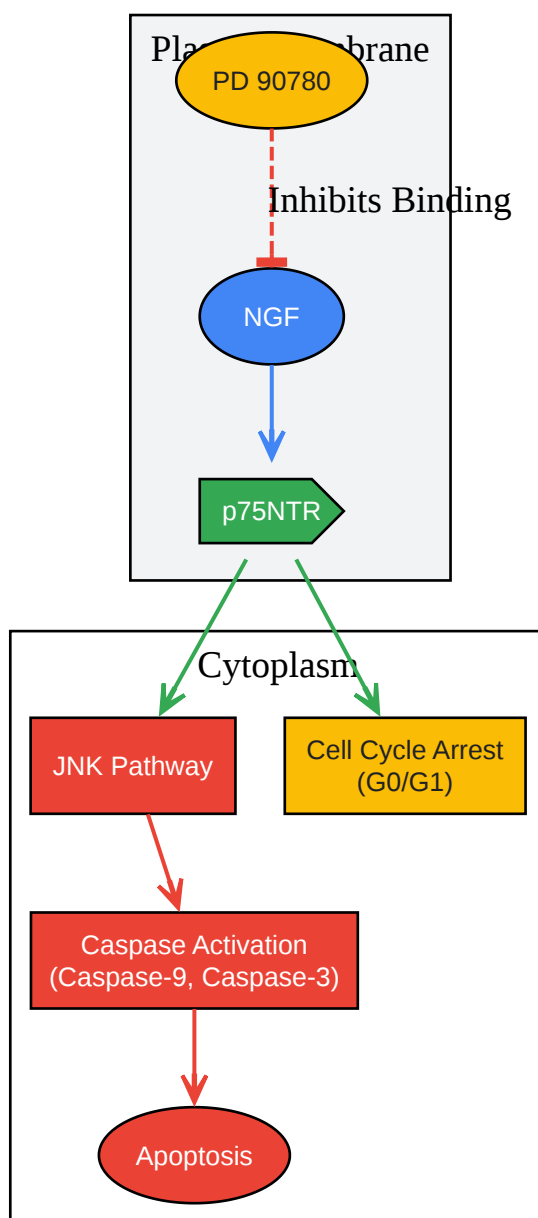 PD 90780
Inhibits Binding
NGF
p75NTR
Cytoplasm
JNK Pathway
Cell Cycle Arrest
(G0/G1)
Caspase Activation
(Caspase-9, Caspase-3)
Apoptosis